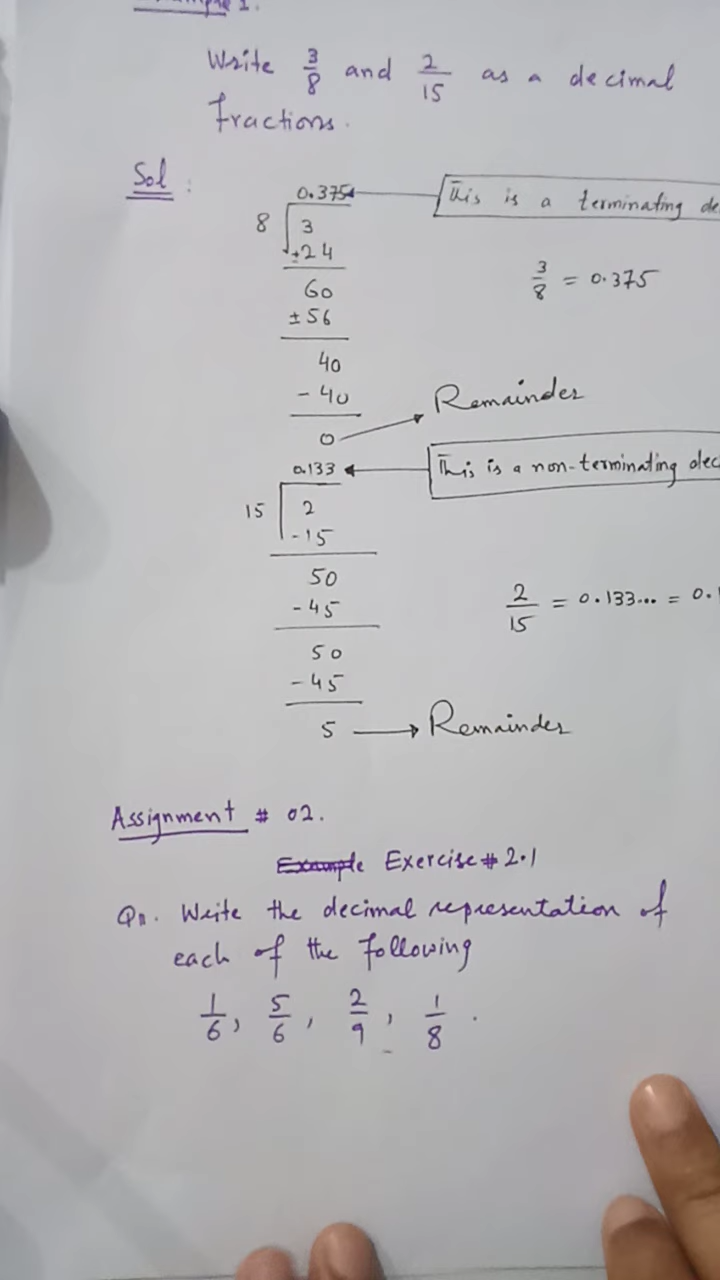 Write 3/8 and 2/15 as a decimal
fractions.
Sol :
0.375
This is a terminating
8 3
±24
60
±56
3/8 = 0.375
40
- 40
Remainder
0
0.133
This is a non-terminating
15 2
-15
50
-45
2/15 = 0.133... = 0.
50
-45
5
Remainder
Assignment # 02.
Exercise # 2.1
Q1. Write the decimal representation of
each of the following
1/6, 5/6, 2/9, 1/8.